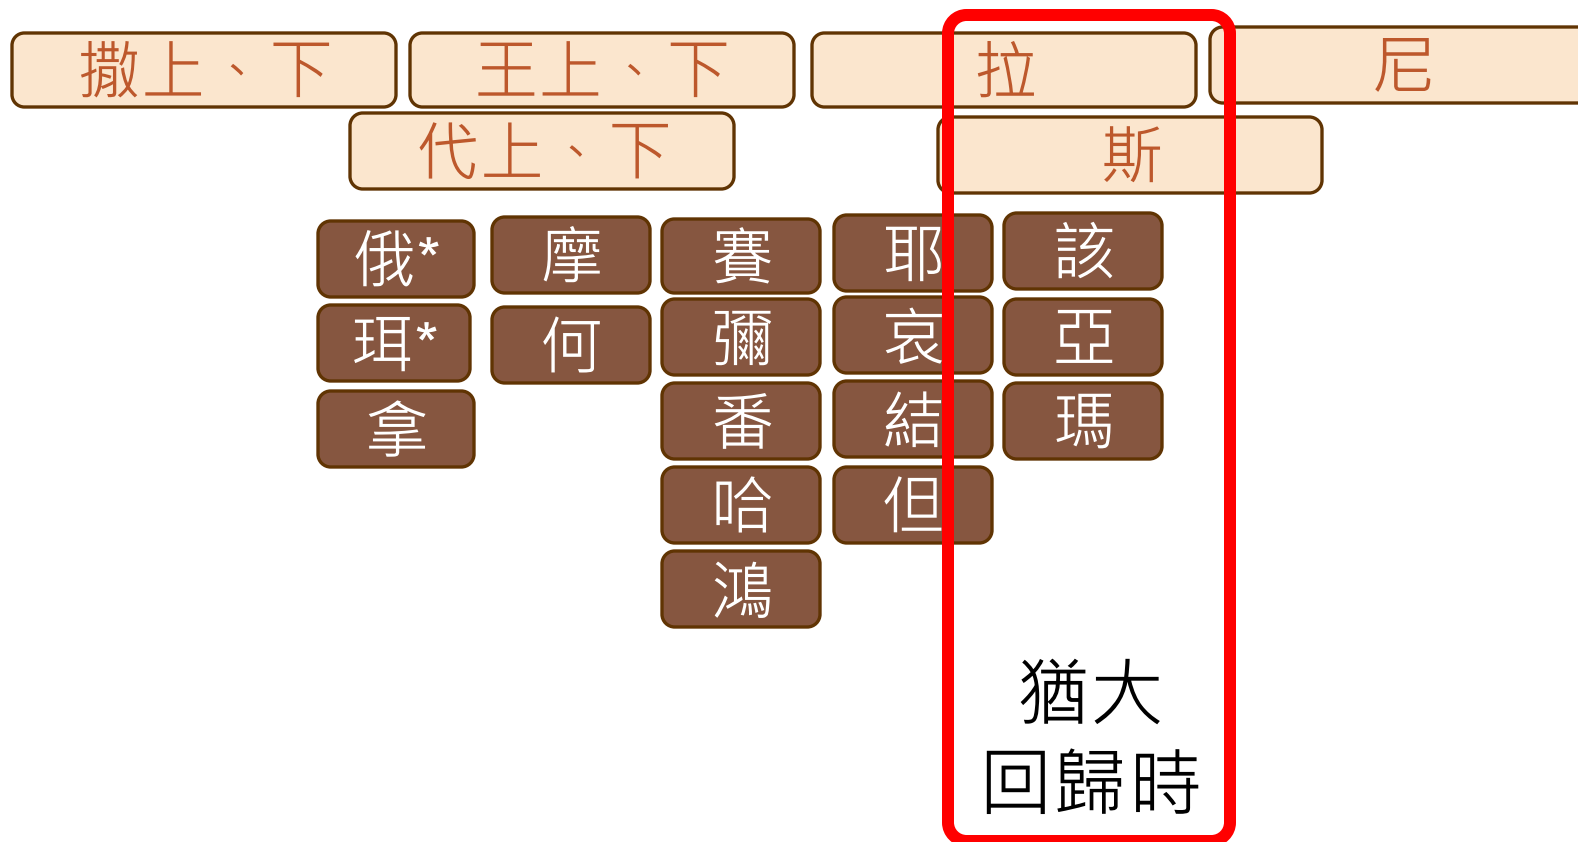 撒上、下 王上、下 拉 尼
代上、下 斯
俄* 摩 賽 耶 該
珥* 何 彌 哀 亞
拿 番 結 瑪
哈 但
鴻
猶大
回歸時